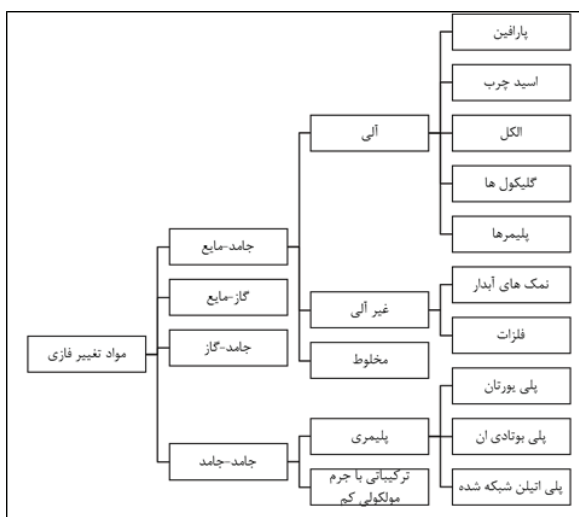 مواد تغییر فازی
جامد-مایع
آلی
پارافین
اسید چرب
الکل
گلیکول ها
پلیمرها
غیر آلی
نمک های آبدار
فلزات
مخلوط
گاز-مایع
جامد-گاز
جامد-جامد
پلیمری
پلی یورتان
پلی بوتادی ان
پلی اتیلن شبکه شده
ترکیباتی با جرم
مولکولی کم